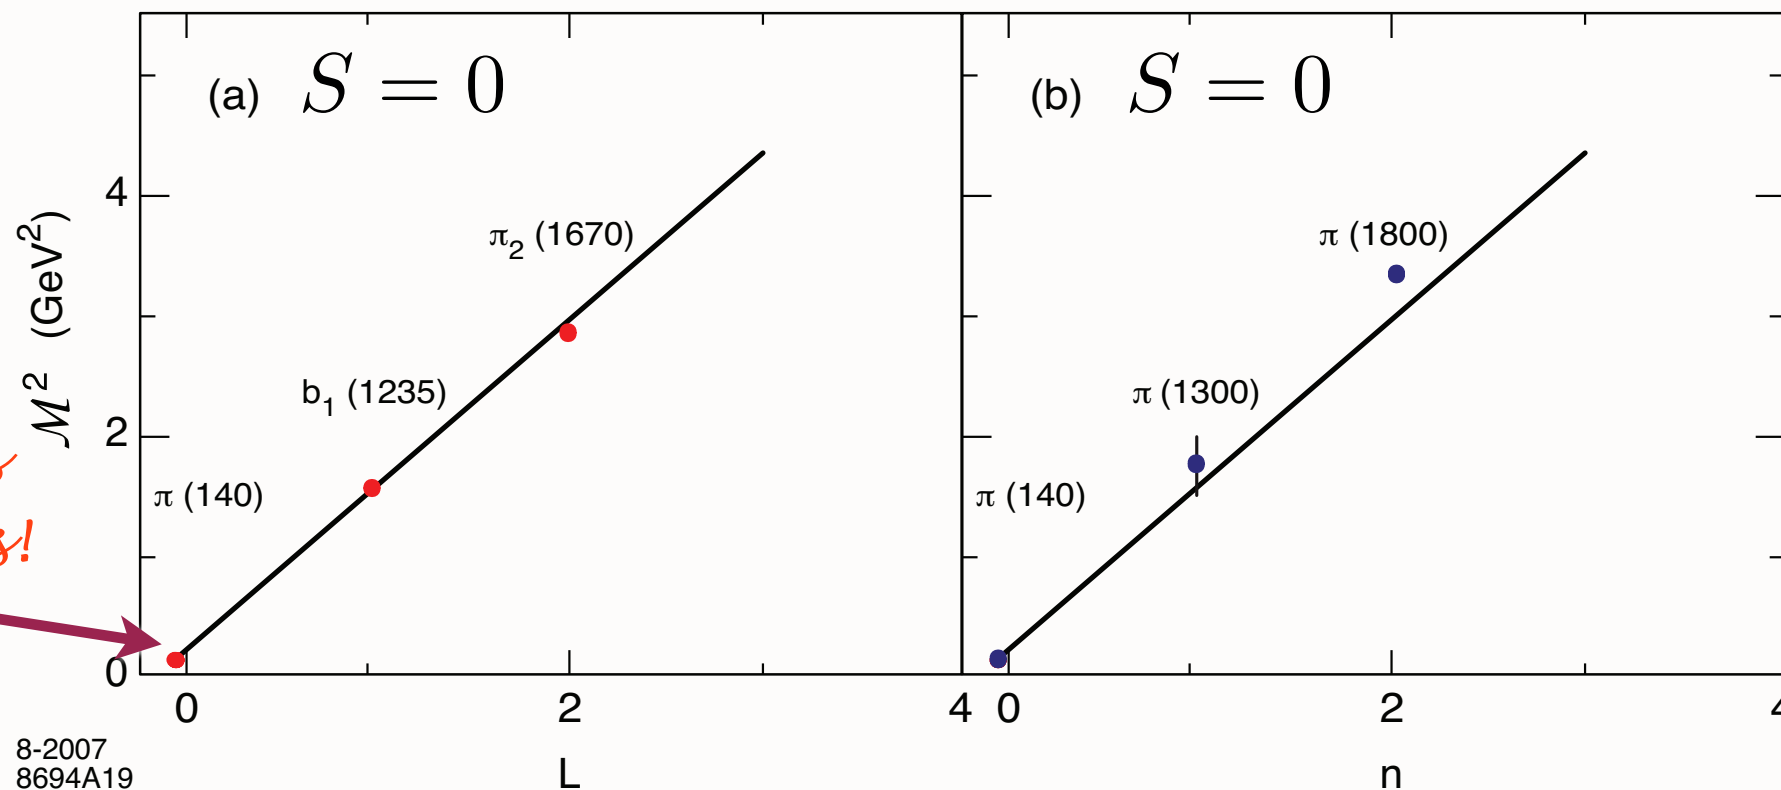 (a) S = 0
(b) S = 0
ℳ² (GeV²)
4
2
0
π₂ (1670)
b₁ (1235)
π (140)
π (1800)
π (1300)
π (140)
s!
0 2 4
0 2 4
L
n
8-2007
8694A19